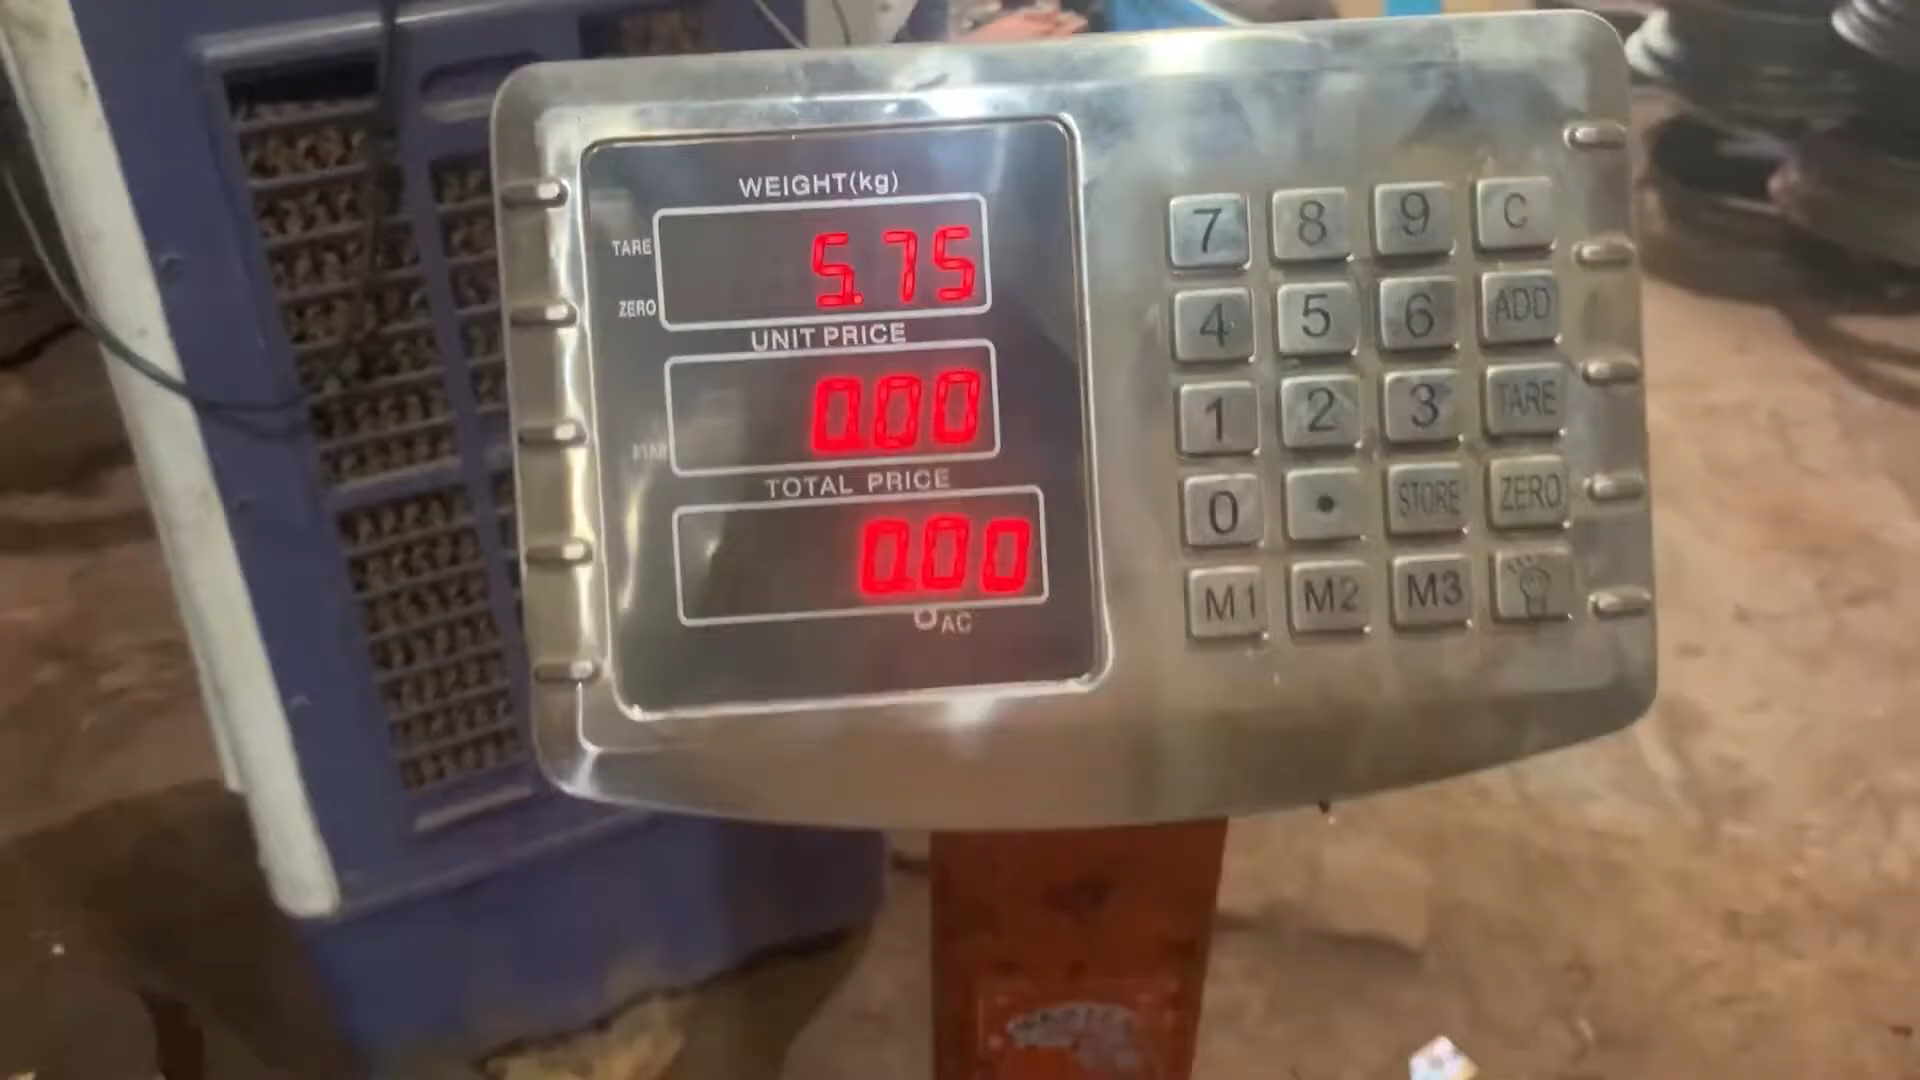 WEIGHT(kg)
TARE
5.75
ZERO
UNIT PRICE
0.00
TOTAL PRICE
0.00
AC
7 8 9 C
4 5 6 ADD
1 2 3 TARE
0 . STORE ZERO
M1 M2 M3